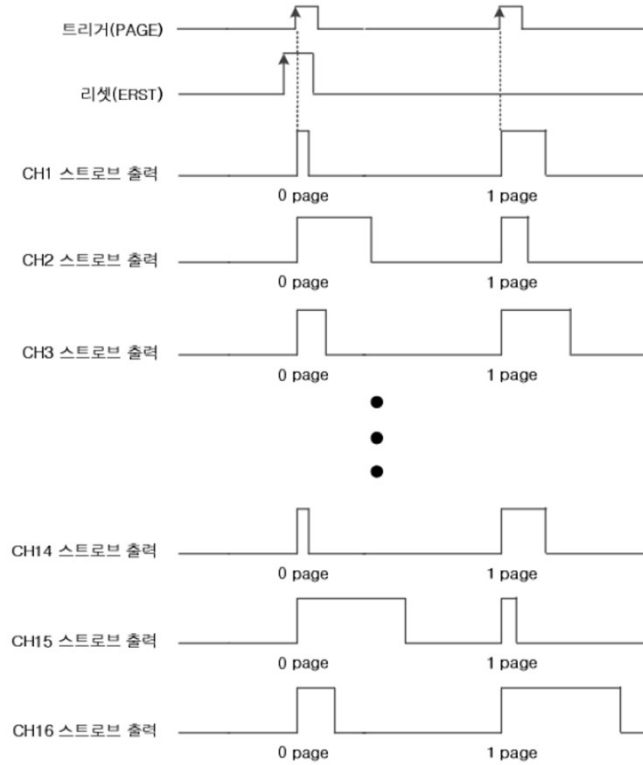 트리거(PAGE)
리셋(ERST)
CH1 스트로브 출력
0 page 1 page
CH2 스트로브 출력
0 page 1 page
CH3 스트로브 출력
0 page 1 page
CH14 스트로브 출력
0 page 1 page
CH15 스트로브 출력
0 page 1 page
CH16 스트로브 출력
0 page 1 page